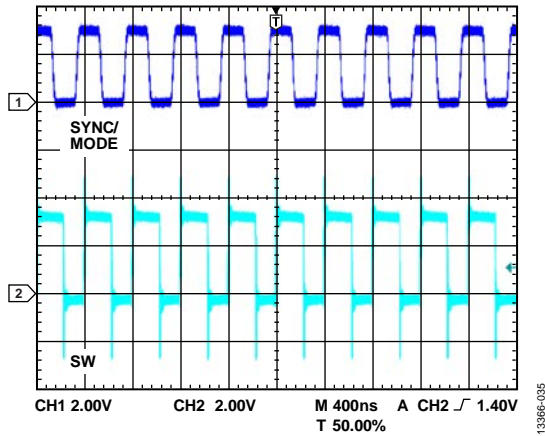 T
1
SYNC/
MODE
2
SW
CH1 2.00V CH2 2.00V M 400ns A CH2 1.40V
T 50.00%
13366-035